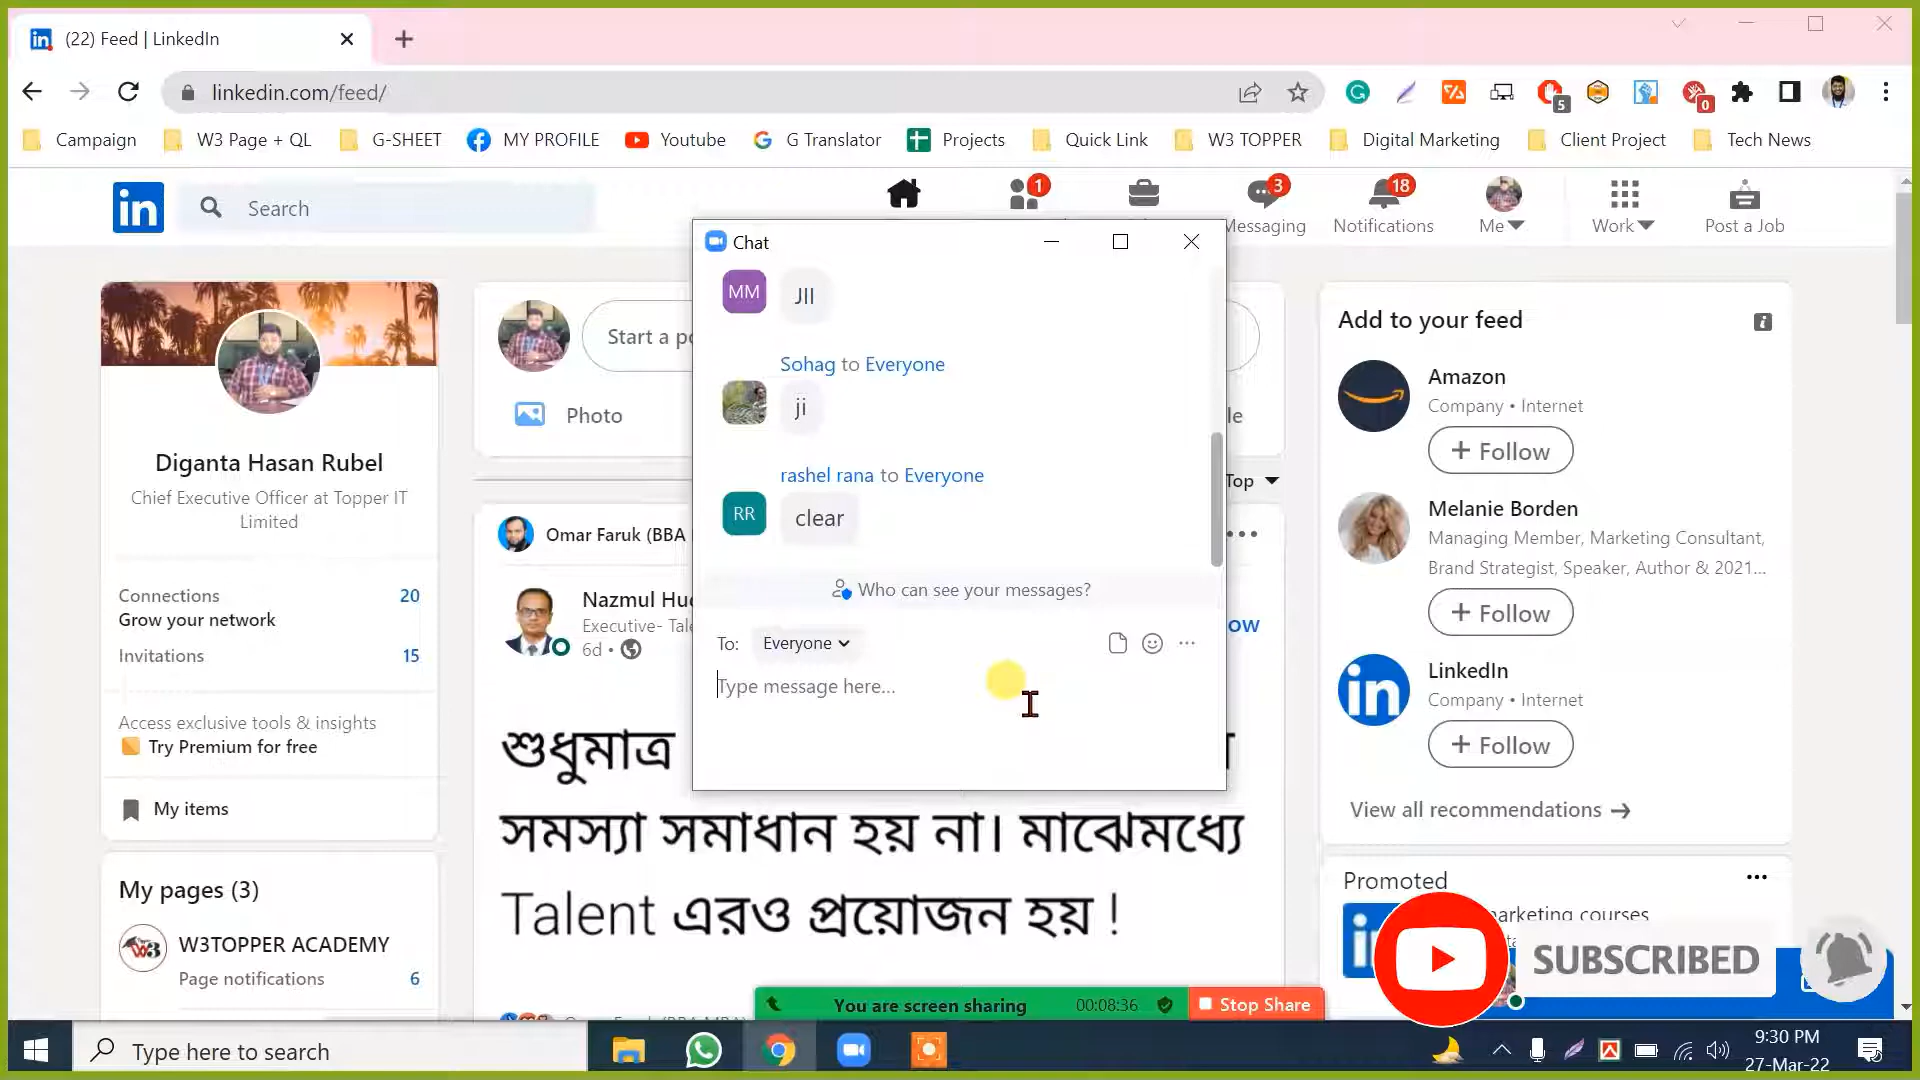 (22) Feed | LinkedIn
linkedin.com/feed/
5
0
Campaign
W3 Page + QL
G-SHEET
MY PROFILE
Youtube
G Translator
Projects
Quick Link
W3 TOPPER
Digital Marketing
Client Project
Tech News
in
Search
1
3
18
Messaging
Notifications
Me
Work
Post a Job
Chat
MM
JII
Sohag to Everyone
ji
rashel rana to Everyone
RR
clear
Who can see your messages?
To:
Everyone
Type message here...
Diganta Hasan Rubel
Chief Executive Officer at Topper IT
Limited
Connections
20
Grow your network
Invitations
15
Access exclusive tools & insights
Try Premium for free
My items
My pages (3)
W3TOPPER ACADEMY
Page notifications
6
Start a
Photo
Top
Omar Faruk (BBA
Nazmul
Executive-
6d •
শুধুমাত্র
সমস্যা সমাধান হয় না। মাঝেমধ্যে
Talent এরও প্রয়োজন হয় !
Add to your feed
Amazon
Company • Internet
+ Follow
Melanie Borden
Managing Member, Marketing Consultant,
Brand Strategist, Speaker, Author & 2021...
+ Follow
LinkedIn
Company • Internet
+ Follow
View all recommendations →
Promoted
marketing courses
SUBSCRIBED
You are screen sharing
00:08:36
Stop Share
Type here to search
9:30 PM
27-Mar-22